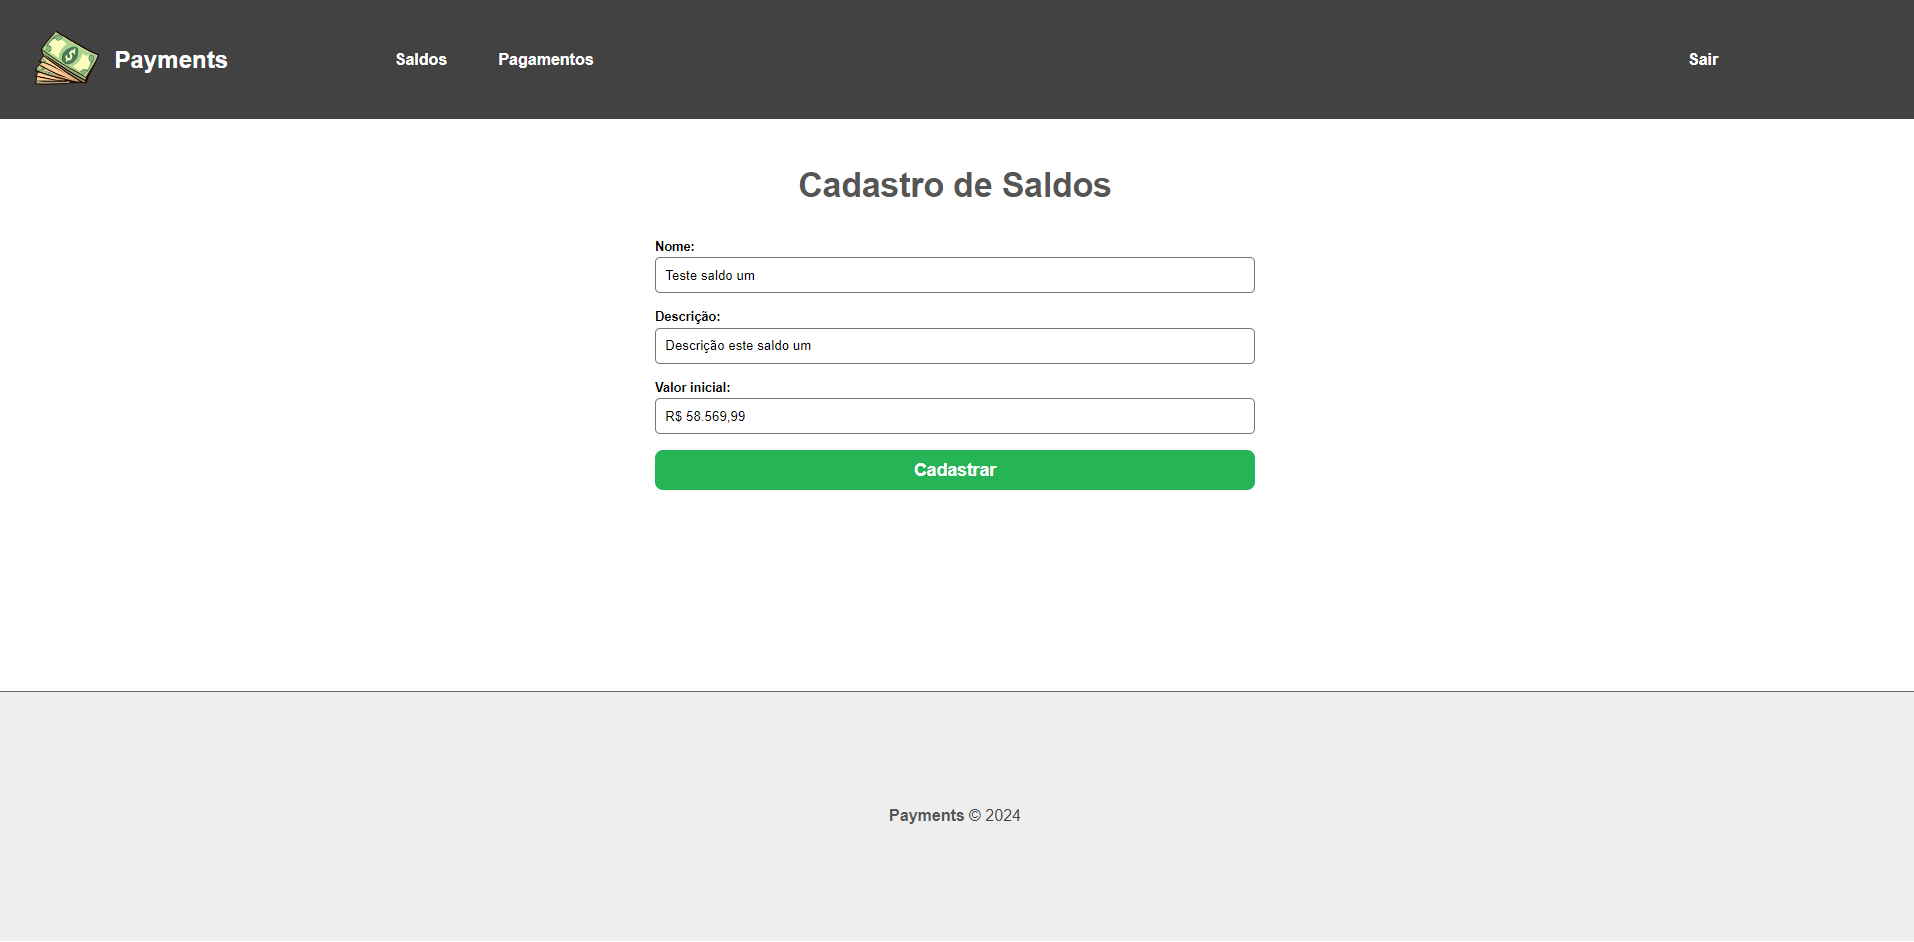 Payments
Saldos
Pagamentos
Sair
Cadastro de Saldos
Nome:
Teste saldo um
Descrição:
Descrição este saldo um
Valor inicial:
R$ 58.569,99
Cadastrar
Payments © 2024